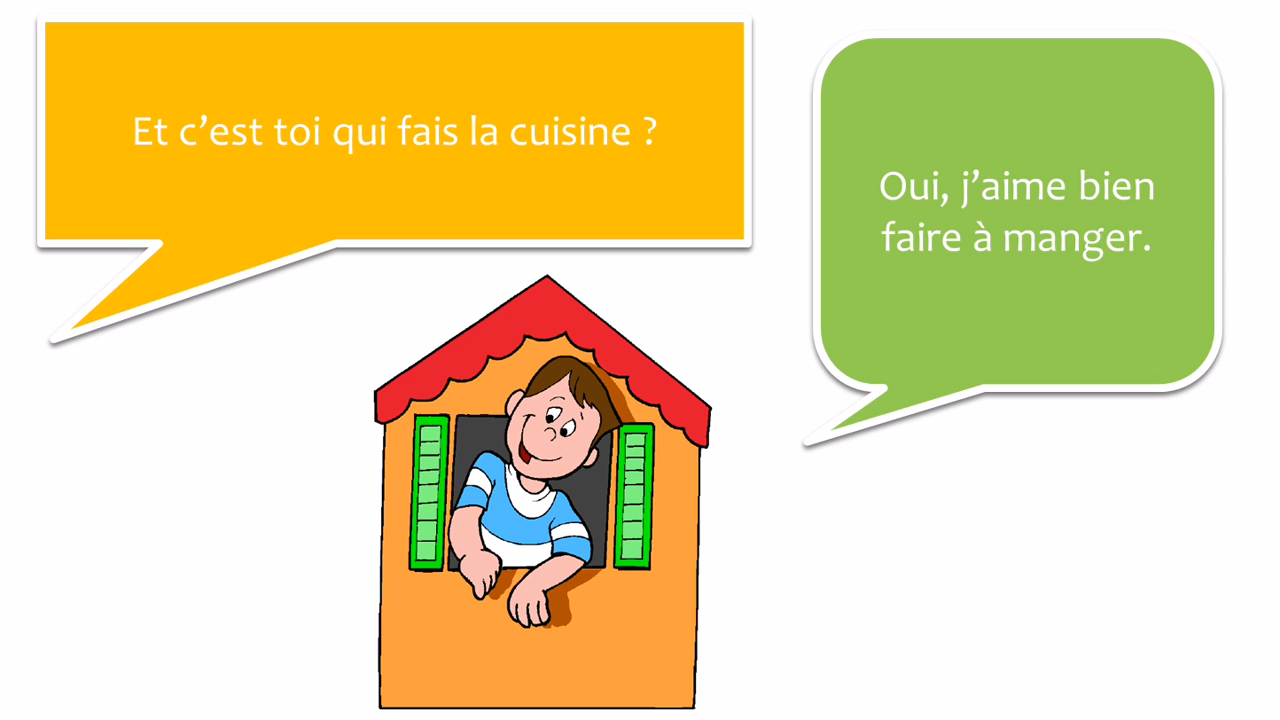 Et c’est toi qui fais la cuisine ?
Oui, j’aime bien
faire à manger.